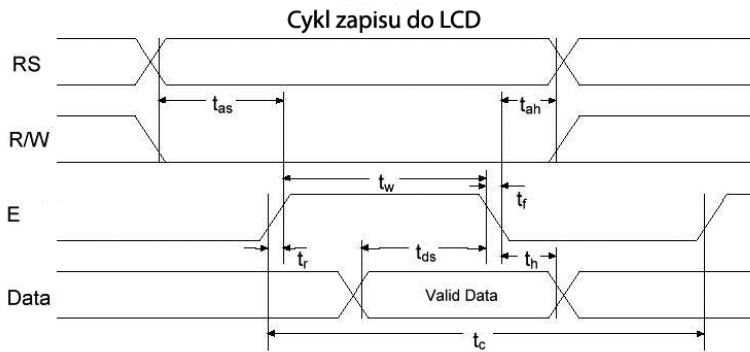 Cykl zapisu do LCD
RS
tas
tah
R/W
tw
tf
E
tr
tds
th
Data
Valid Data
tc